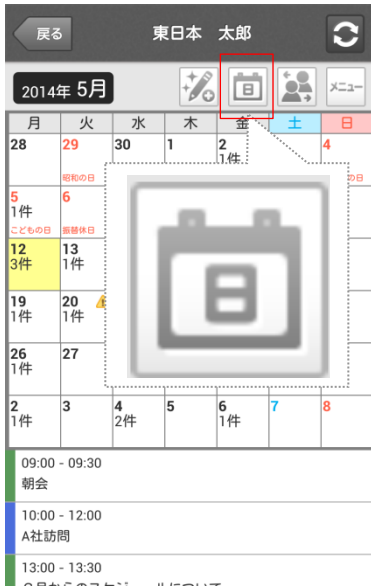 戻る 東日本 太郎
2014年 5月 メニュー
月 火 水 木 金 土 日
28 29 30 1 2 4
昭和の日 の日
1件
5 6
1件
こどもの日 振替休日
12 13
3件 1件
19 20
1件 1件
26 27
1件
2 3 4 5 6 7 8
1件 2件 1件
09:00 - 09:30
朝会
10:00 - 12:00
A社訪問
13:00 - 13:30